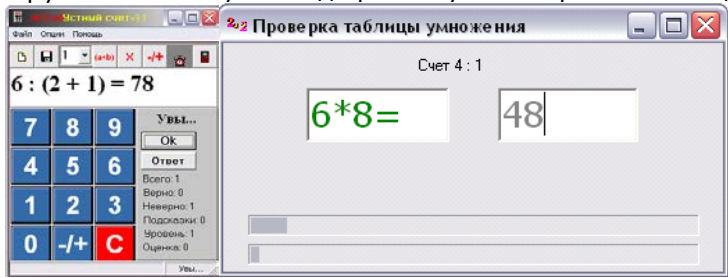 Устный счет
Файл Опции Помощь
1 (a+b) × -/+
6 : (2 + 1) = 78
7 8 9
4 5 6
1 2 3
0 -/+ C
Увы...
Ok
Ответ
Всего: 1
Верно: 0
Неверно: 1
Подсказки: 0
Уровень: 1
Оценка: 0
Увы...
2*2 Проверка таблицы умножения
Счет 4 : 1
6*8=
48